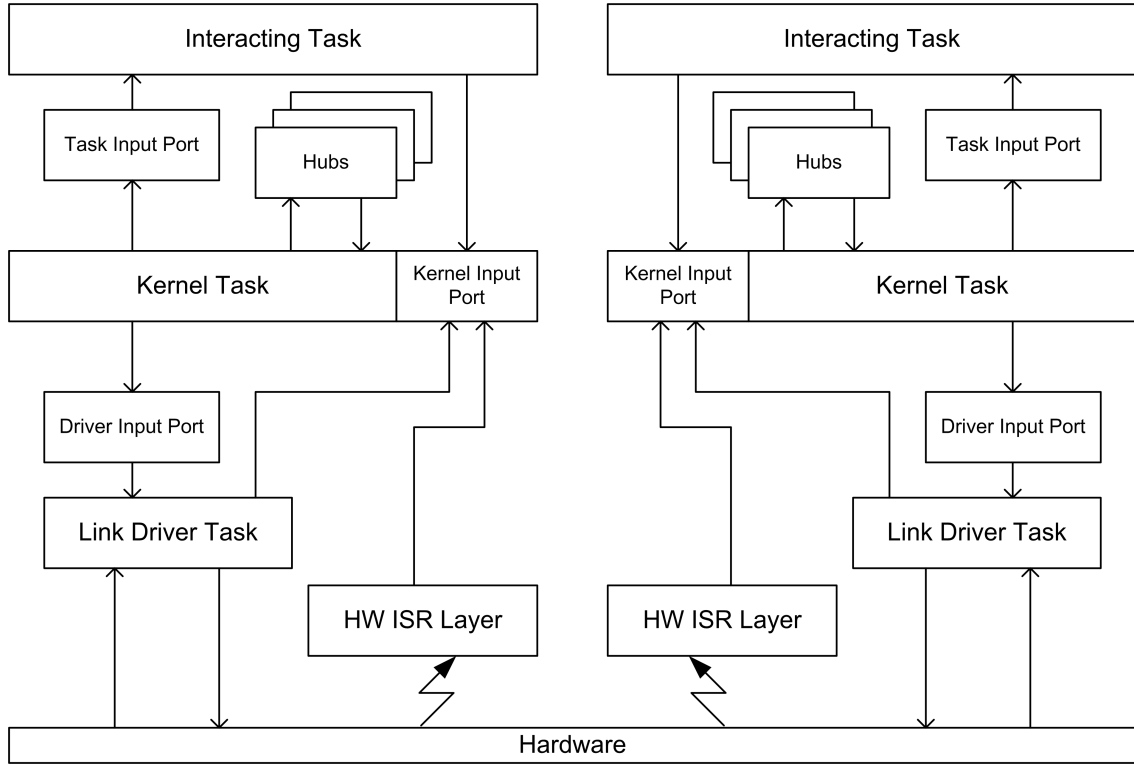 Interacting Task
Interacting Task
Task Input Port
Hubs
Hubs
Task Input Port
Kernel Task
Kernel Input
Port
Kernel Input
Port
Kernel Task
Driver Input Port
Driver Input Port
Link Driver Task
Link Driver Task
HW ISR Layer
HW ISR Layer
Hardware